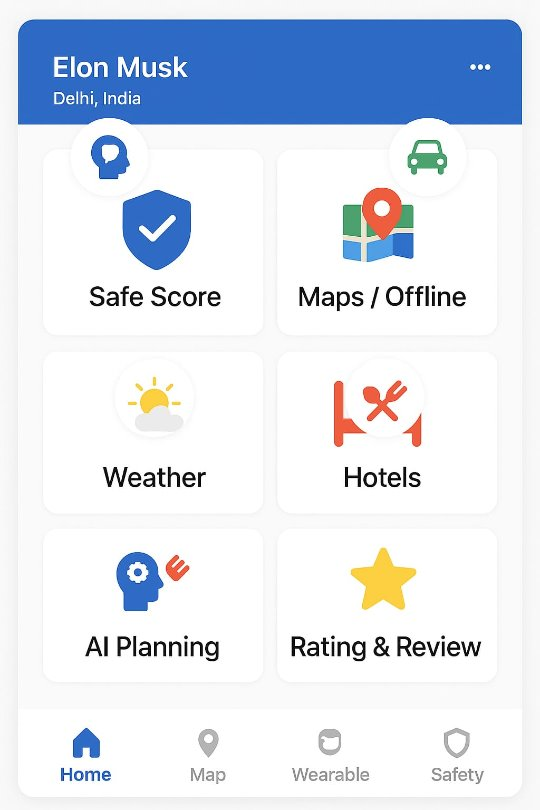 Elon Musk
Delhi, India
Safe Score
Maps / Offline
Weather
Hotels
AI Planning
Rating & Review
Home
Map
Wearable
Safety